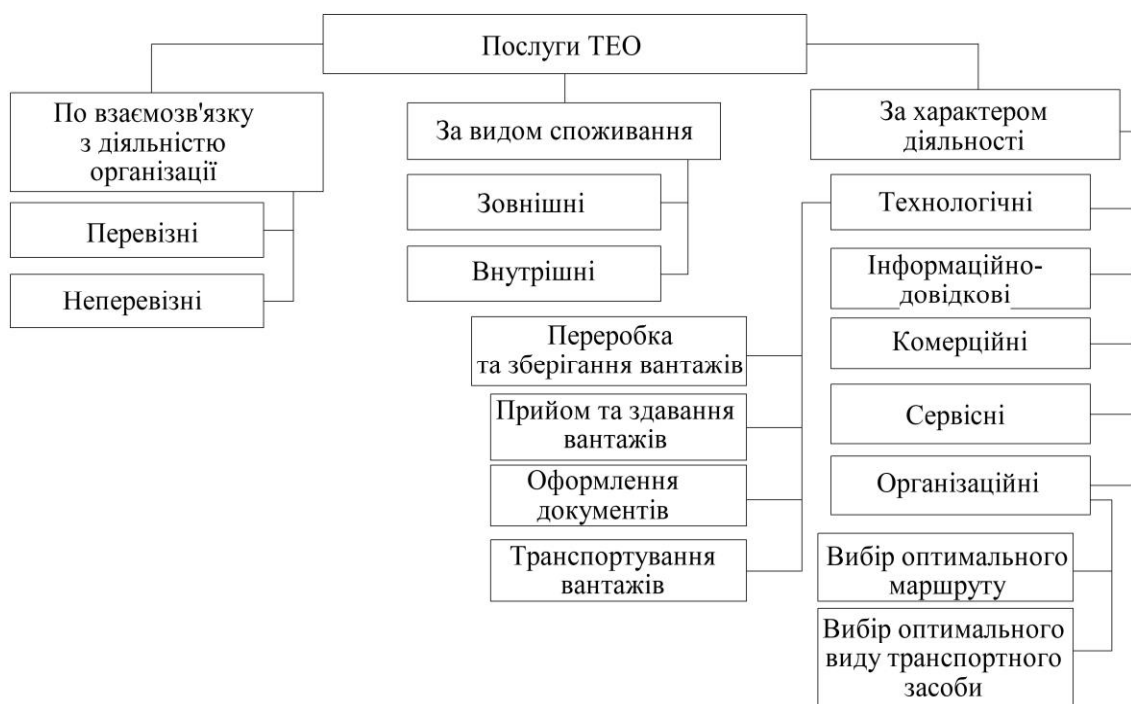 Послуги ТЕО
По взаємозв'язку
з діяльністю
організації
Перевізні
Неперевізні
За видом споживання
Зовнішні
Внутрішні
За характером
діяльності
Технологічні
Переробка
та зберігання вантажів
Прийом та здавання
вантажів
Оформлення
документів
Транспортування
вантажів
Інформаційно-
довідкові
Комерційні
Сервісні
Організаційні
Вибір оптимального
маршруту
Вибір оптимального
виду транспортного
засоби